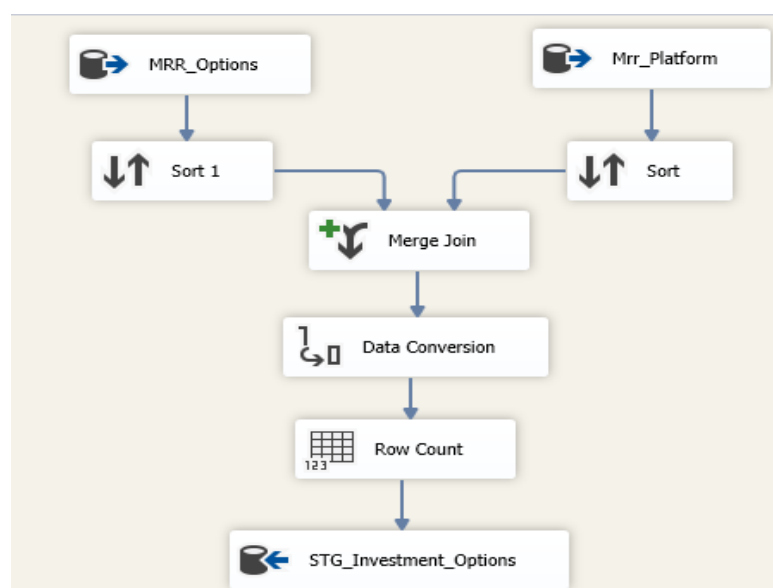 MRR_Options
Mrr_Platform
Sort 1
Sort
Merge Join
Data Conversion
123
Row Count
STG_Investment_Options